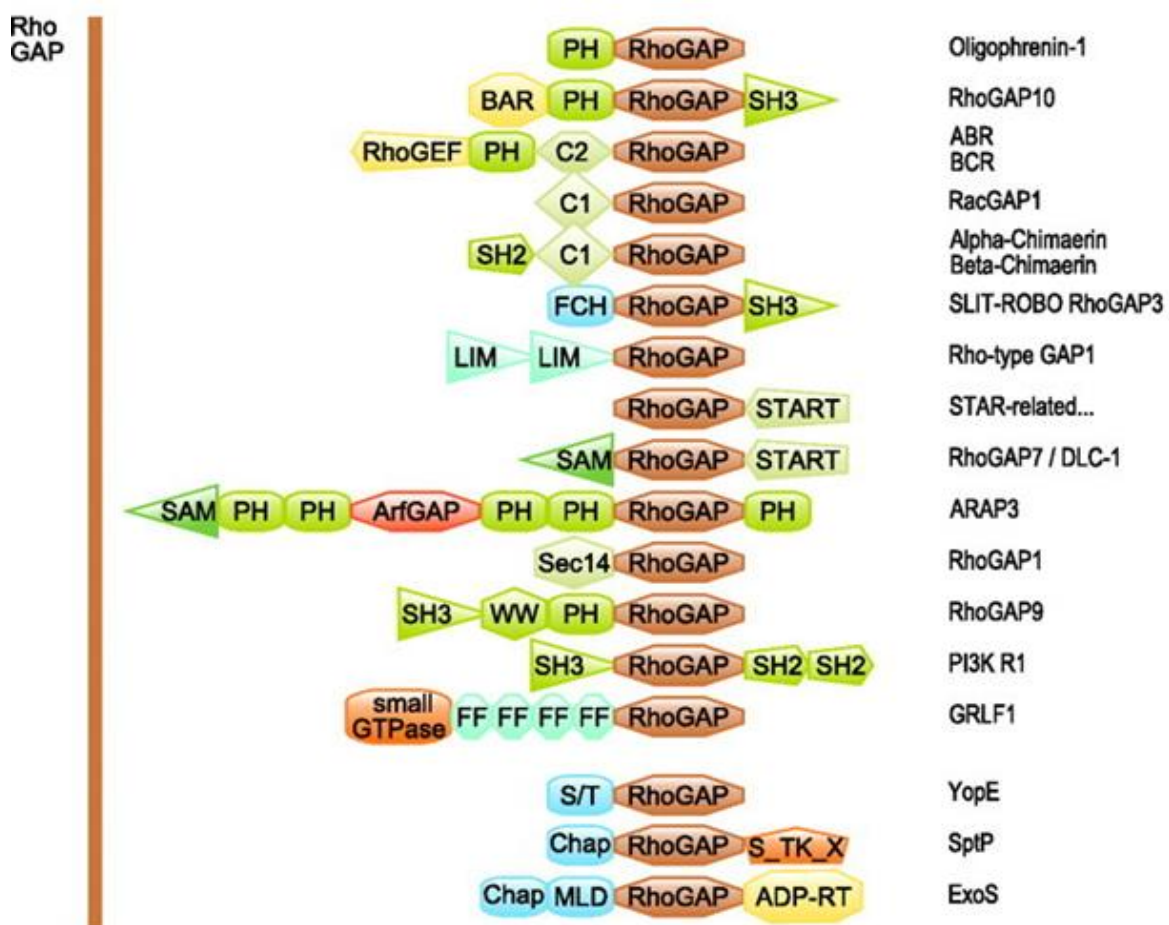 Rho
GAP
PH RhoGAP Oligophrenin-1
BAR PH RhoGAP SH3 RhoGAP10
RhoGEF PH C2 RhoGAP ABR
BCR
C1 RhoGAP RacGAP1
SH2 C1 RhoGAP Alpha-Chimaerin
Beta-Chimaerin
FCH RhoGAP SH3 SLIT-ROBO RhoGAP3
LIM LIM RhoGAP Rho-type GAP1
RhoGAP START STAR-related...
SAM RhoGAP START RhoGAP7 / DLC-1
SAM PH PH ArfGAP PH PH RhoGAP PH ARAP3
Sec14 RhoGAP RhoGAP1
SH3 WW PH RhoGAP RhoGAP9
SH3 RhoGAP SH2 SH2 PI3K R1
small
GTPase FF FF FF FF RhoGAP GRLF1
S/T RhoGAP YopE
Chap RhoGAP S_TK_X SptP
Chap MLD RhoGAP ADP-RT ExoS